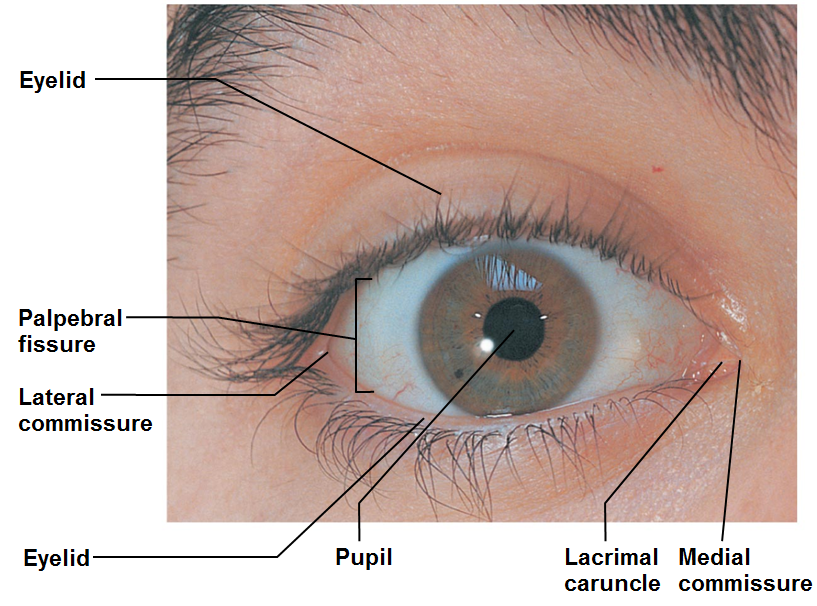 Eyelid
Palpebral
fissure
Lateral
commissure
Eyelid
Pupil
Lacrimal
caruncle
Medial
commissure